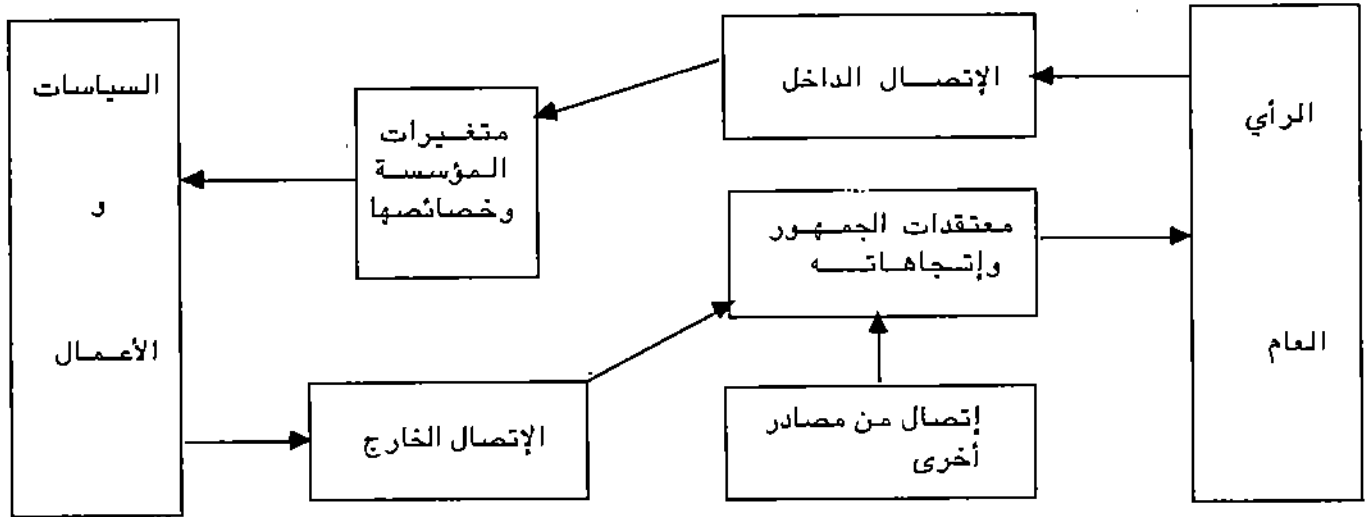 الرأي
العام
الإتصال الداخل
معتقدات الجمهور
وإتجاهاته
إتصال من مصادر
أخرى
متغيرات
المؤسسة
وخصائصها
الإتصال الخارج
السياسات
و
الأعمال